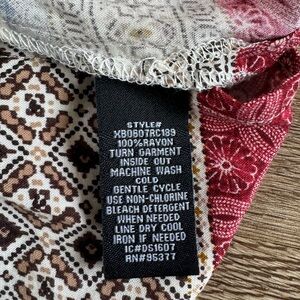 STYLE#
XB0807RC189
100%RAYON
TURN GARMENT
INSIDE OUT
MACHINE WASH
COLD
GENTLE CYCLE
USE NON-CHLORINE
BLEACH DETERGENT
WHEN NEEDED
LINE DRY COOL
IRON IF NEEDED
IC#DS1607
RN#95377